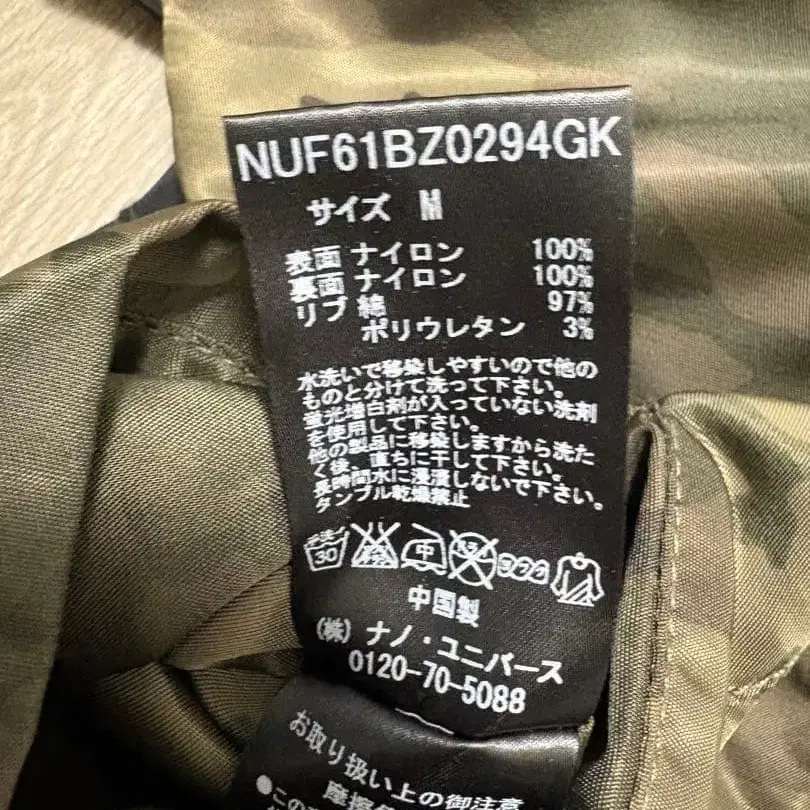 NUF61BZ0294GK
サイズ M
表面 ナイロン 100%
裏面 ナイロン 100%
リブ 綿 97%
ポリウレタン 3%
水洗いで移染しやすいので他の
ものと分けて洗って下さい。
蛍光増白剤が入っていない洗剤
を使用して下さい。
他の製品に移染しますから洗た
く後、直ちに干して下さい。
長時間水に浸漬しないで下さい。
タンブル乾燥禁止
手洗イ 30 中
中国製
(株) ナノ・ユニバース
0120-70-5088
お取り扱い上の御注意
●この